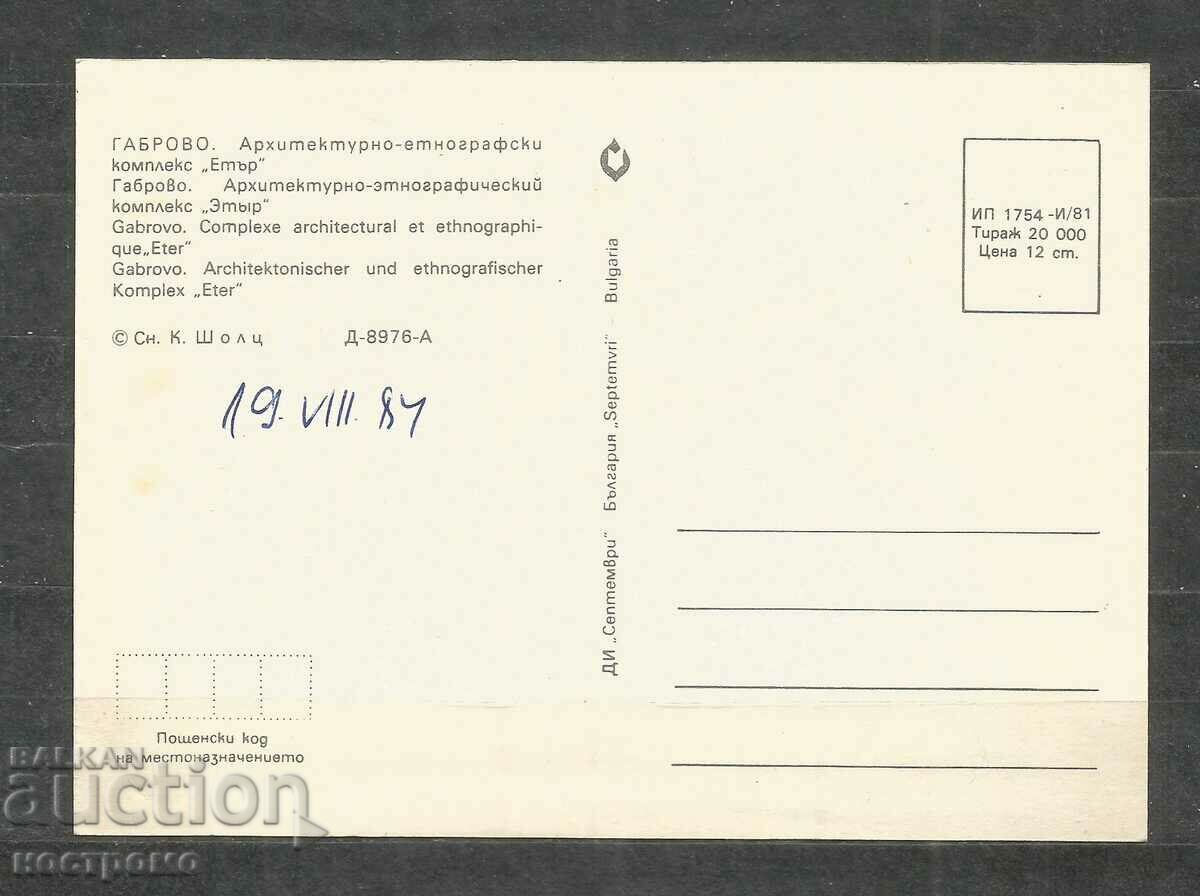 ГАБРОВО. Архитектурно-етнографски
комплекс „Етър"
Габрово. Архитектурно-этнографический
комплекс „Этыр"
Gabrovo. Complexe architectural et ethnographi-
que„Eter"
Gabrovo. Architektonischer und ethnografischer
Komplex „Eter"
© Сн. К. Шолц Д-8976-А
19. VIII. 84
Пощенски код
на местоназначението
ДИ „Септември" България „Septemvri" - Bulgaria
ИП 1754 -И/81
Тираж 20 000
Цена 12 ст.
BALKAN
auction
костромо